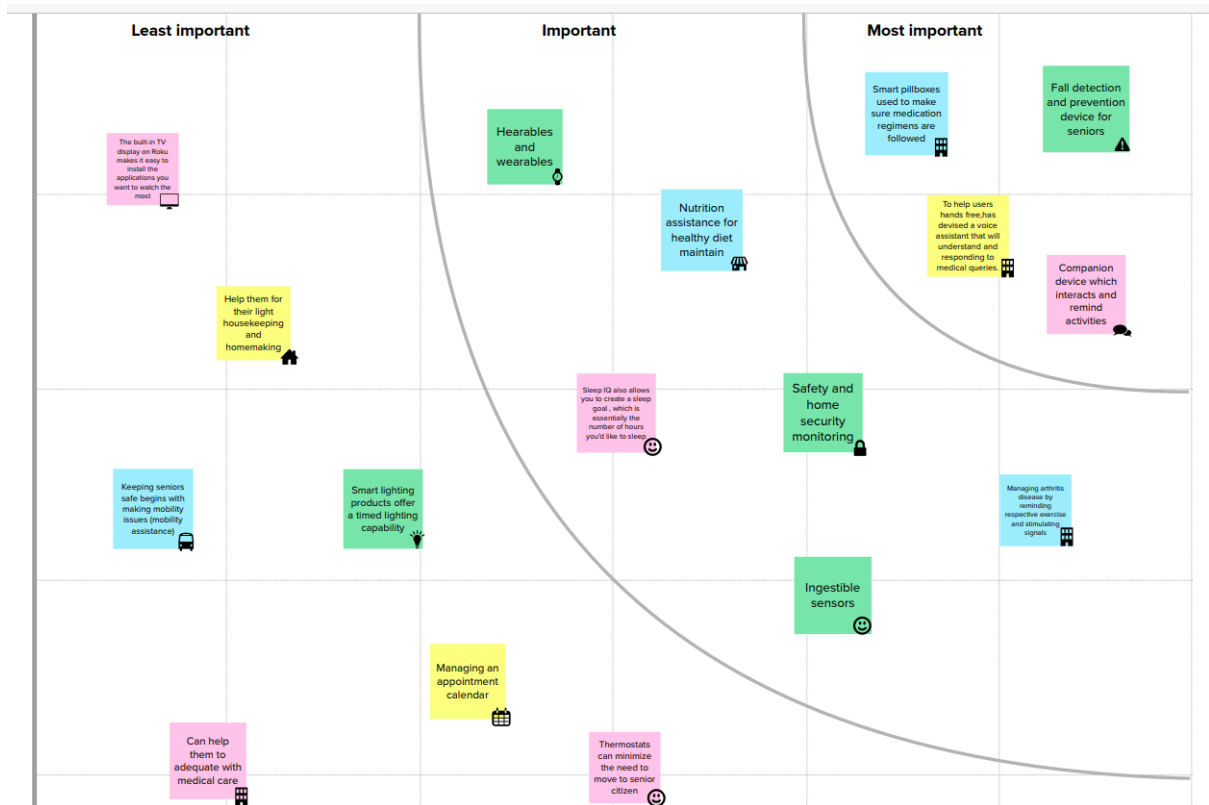 Least important
Important
Most important
Smart pillboxes
used to make
sure medication
regimens are
followed
Fall detection
and prevention
device for
seniors
Hearables
and
wearables
The built-in TV
display on Roku
makes it easy to
install the
applications you
want to watch the
most
Nutrition
assistance for
healthy diet
maintain
To help users
hands free,has
devised a voice
assistant that will
understand and
responding to
medical queries.
Companion
device which
interacts and
remind
activities
Help them for
their light
housekeeping
and
homemaking
Sleep IQ also allows
you to create a sleep
goal , which is
essentially the
number of hours
you'd like to sleep
Safety and
home
security
monitoring
Keeping seniors
safe begins with
making mobility
issues (mobility
assistance)
Smart lighting
products offer
a timed lighting
capability
Managing arthritis
disease by
reminding
respective exercise
and stimulating
signals
Ingestible
sensors
Managing an
appointment
calendar
Can help
them to
adequate with
medical care
Thermostats
can minimize
the need to
move to senior
citizen